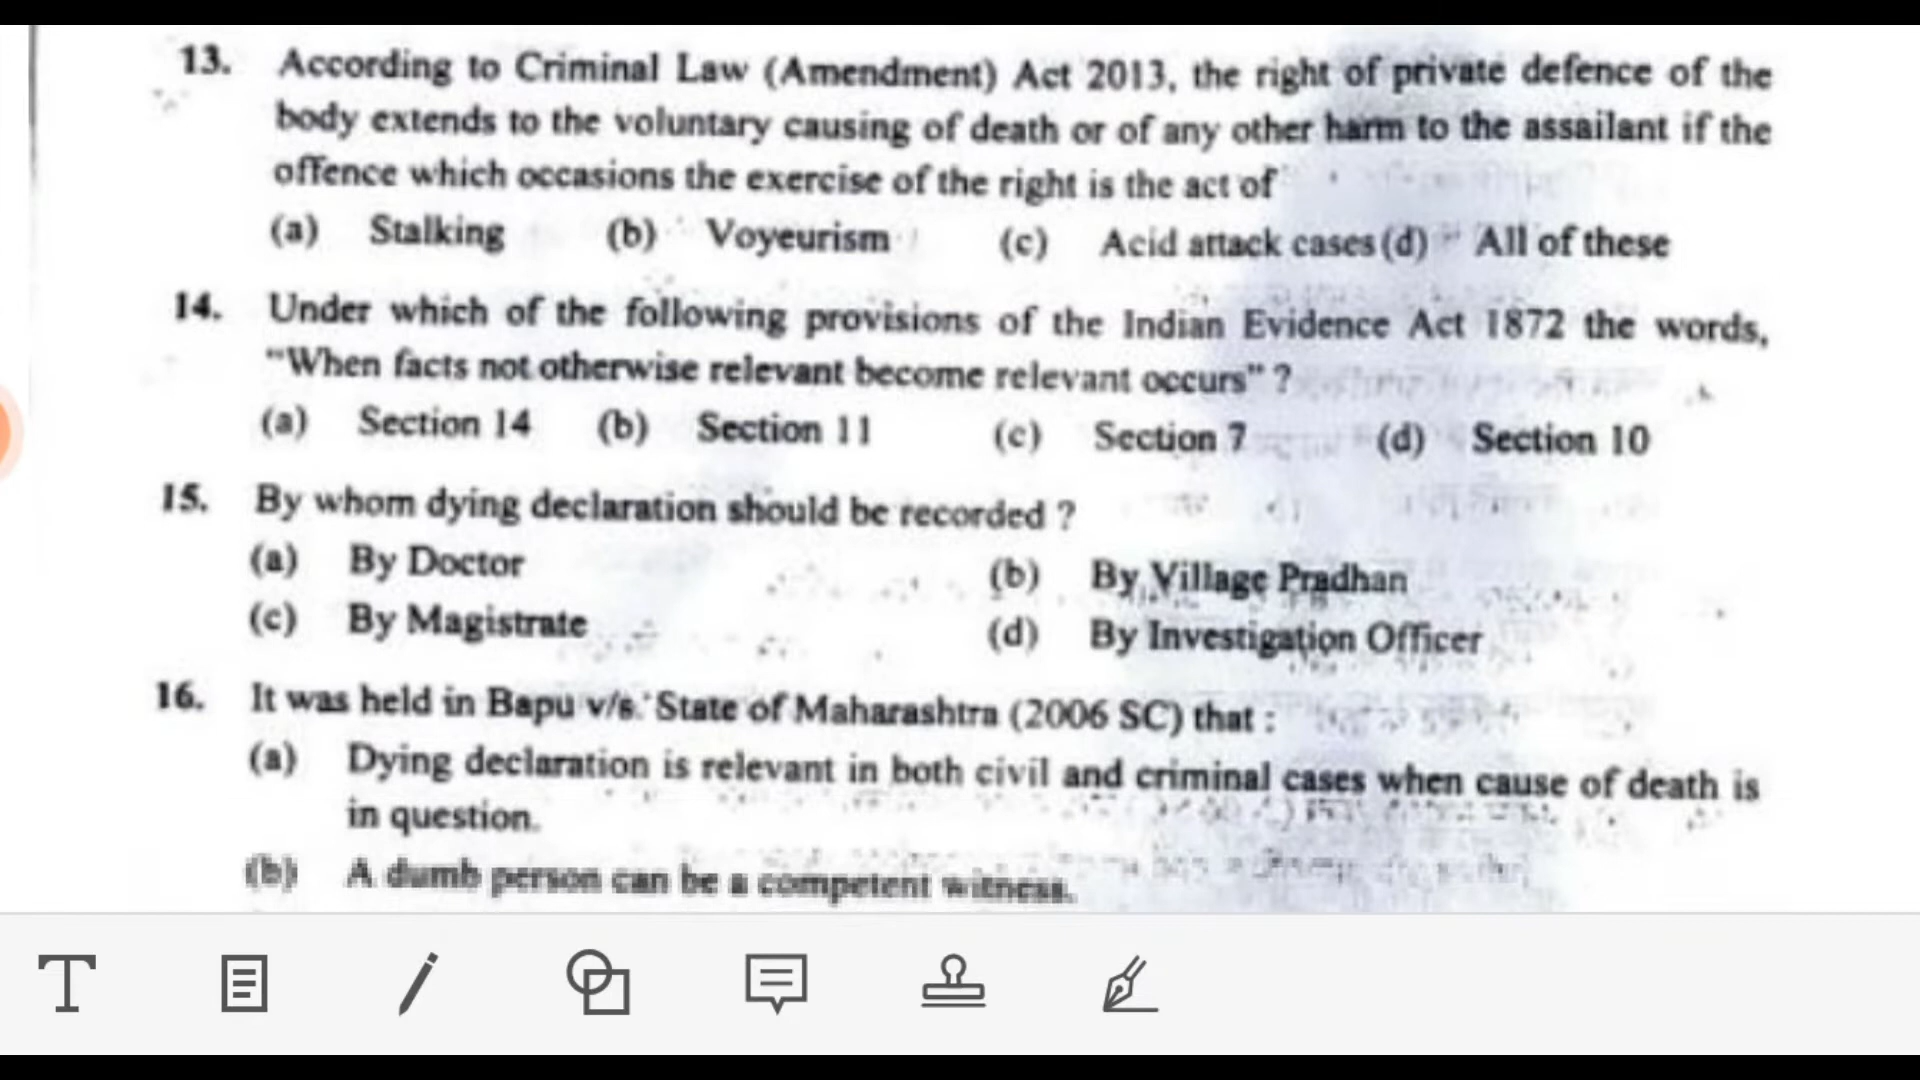 13. According to Criminal Law (Amendment) Act 2013, the right of private defence of the
body extends to the voluntary causing of death or of any other harm to the assailant if the
offence which occasions the exercise of the right is the act of
(a) Stalking (b) Voyeurism (c) Acid attack cases (d) All of these
14. Under which of the following provisions of the Indian Evidence Act 1872 the words,
"When facts not otherwise relevant become relevant occurs" ?
(a) Section 14 (b) Section 11 (c) Section 7 (d) Section 10
15. By whom dying declaration should be recorded ?
(a) By Doctor (b) By Village Pradhan
(c) By Magistrate (d) By Investigation Officer
16. It was held in Bapu v/s. State of Maharashtra (2006 SC) that :
(a) Dying declaration is relevant in both civil and criminal cases when cause of death is
in question.
(b) A dumb person can be a competent witness.
T